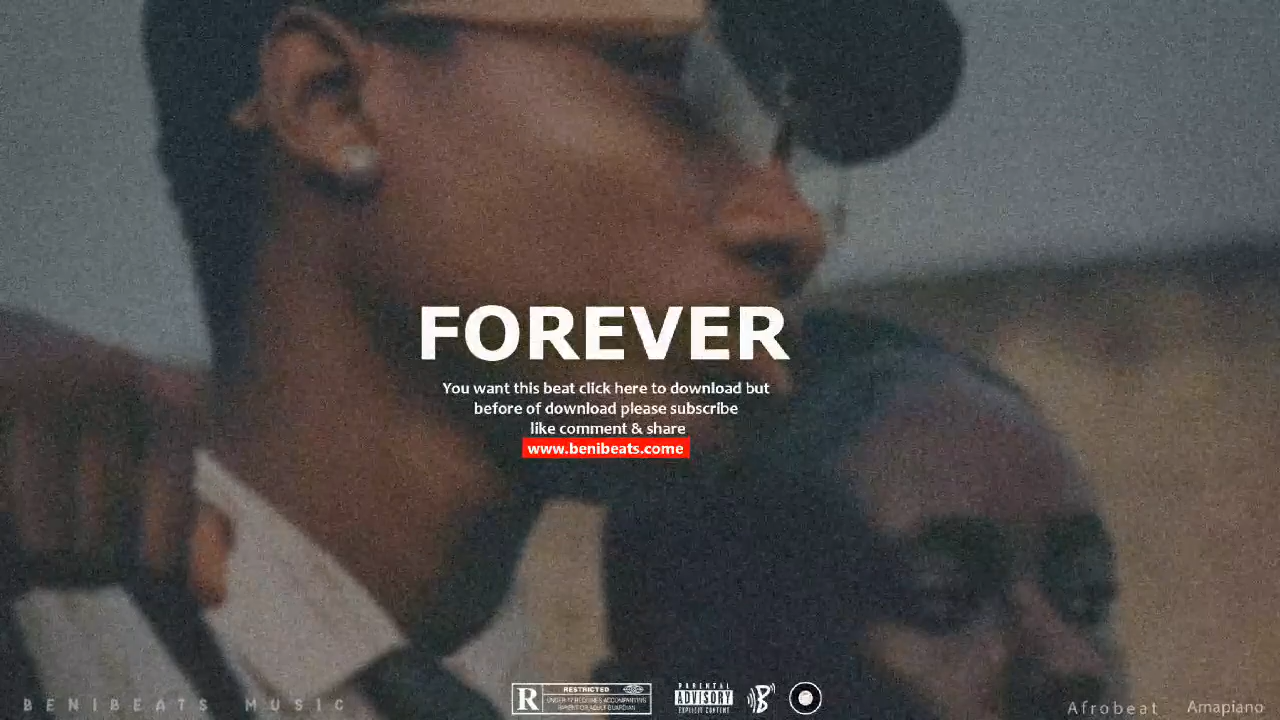 FOREVER
You want this beat click here to download but
before of download please subscribe
like comment & share
www.benibeats.come
BENIBEATS MUSIC
R RESTRICTED
PARENTAL
ADVISORY
EXPLICIT CONTENT
Afrobeat Amapiano